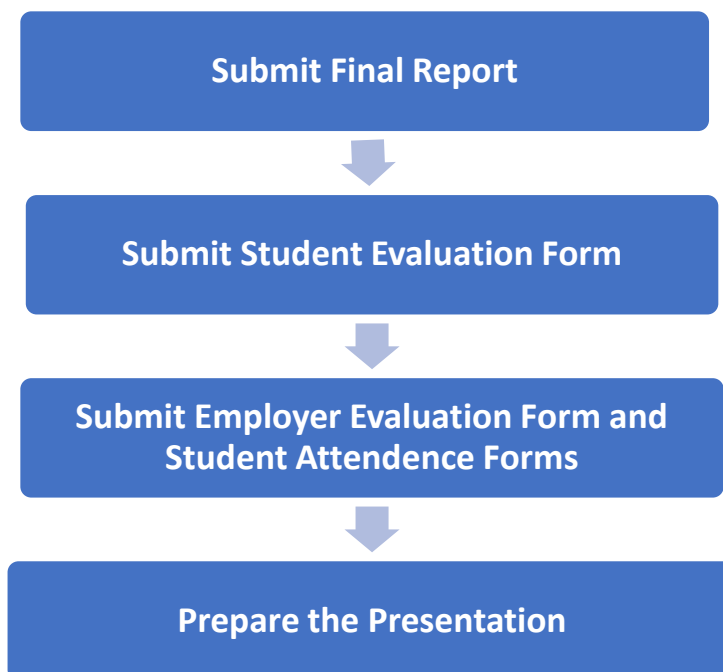 Submit Final Report
Submit Student Evaluation Form
Submit Employer Evaluation Form and
Student Attendence Forms
Prepare the Presentation